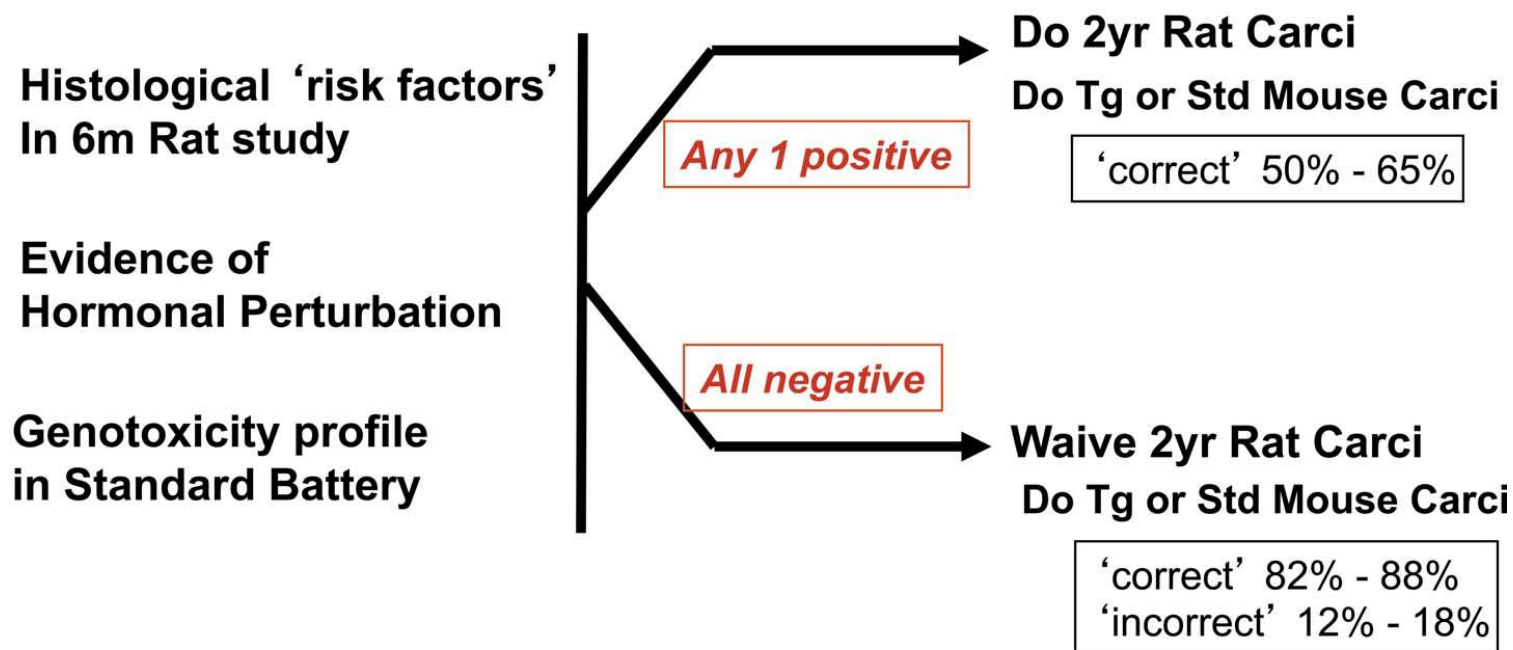 Histological ‘risk factors’
In 6m Rat study
Evidence of
Hormonal Perturbation
Genotoxicity profile
in Standard Battery
Any 1 positive
All negative
Do 2yr Rat Carci
Do Tg or Std Mouse Carci
‘correct’ 50% - 65%
Waive 2yr Rat Carci
Do Tg or Std Mouse Carci
‘correct’ 82% - 88%
‘incorrect’ 12% - 18%